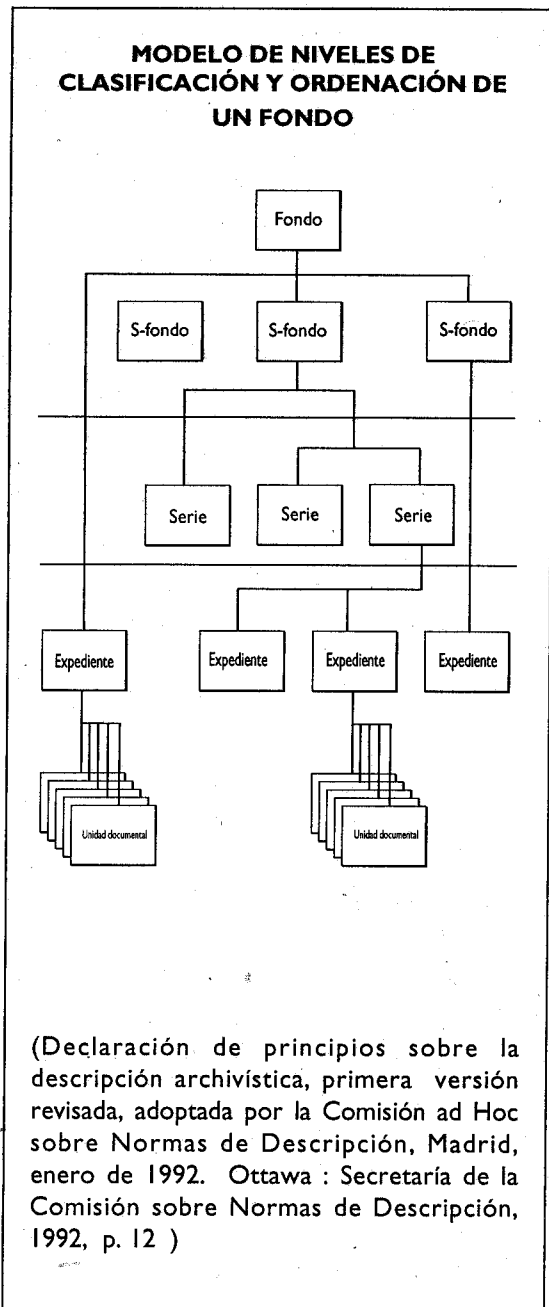 MODELO DE NIVELES DE
CLASIFICACIÓN Y ORDENACIÓN DE
UN FONDO
Fondo
S-fondo S-fondo S-fondo
Serie Serie Serie
Expediente Expediente Expediente Expediente
Unidad documental Unidad documental
(Declaración de principios sobre la
descripción archivística, primera versión
revisada, adoptada por la Comisión ad Hoc
sobre Normas de Descripción, Madrid,
enero de 1992. Ottawa : Secretaría de la
Comisión sobre Normas de Descripción,
1992, p. 12 )